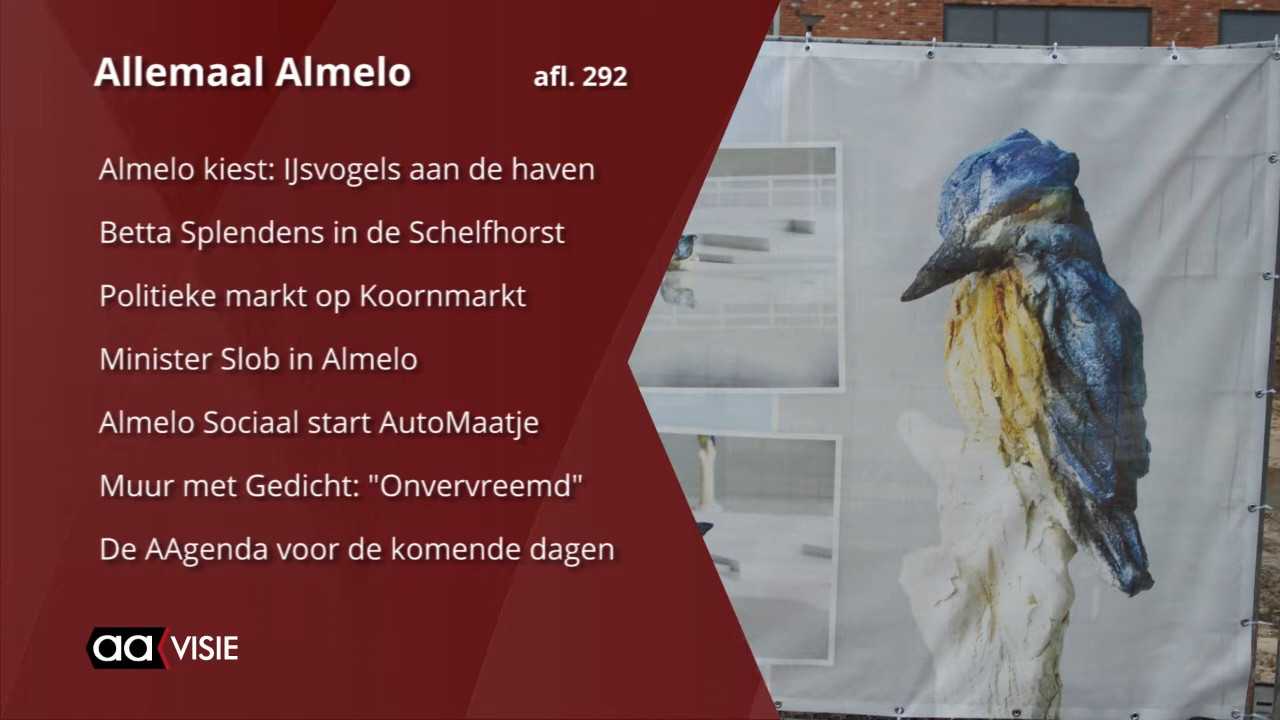 Allemaal Almelo afl. 292
Almelo kiest: IJsvogels aan de haven
Betta Splendens in de Schelfhorst
Politieke markt op Koornmarkt
Minister Slob in Almelo
Almelo Sociaal start AutoMaatje
Muur met Gedicht: "Onvervreemd"
De AAgenda voor de komende dagen
aa VISIE